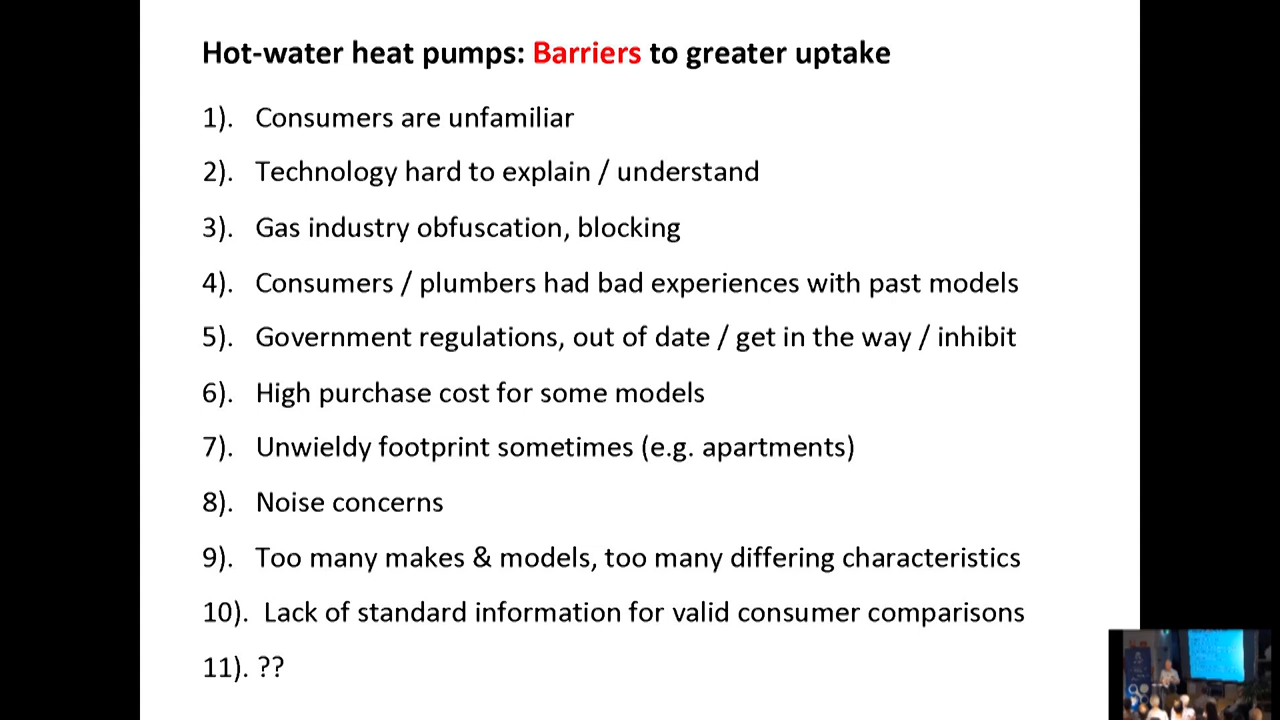 Hot-water heat pumps: Barriers to greater uptake
1). Consumers are unfamiliar
2). Technology hard to explain / understand
3). Gas industry obfuscation, blocking
4). Consumers / plumbers had bad experiences with past models
5). Government regulations, out of date / get in the way / inhibit
6). High purchase cost for some models
7). Unwieldy footprint sometimes (e.g. apartments)
8). Noise concerns
9). Too many makes & models, too many differing characteristics
10). Lack of standard information for valid consumer comparisons
11). ??